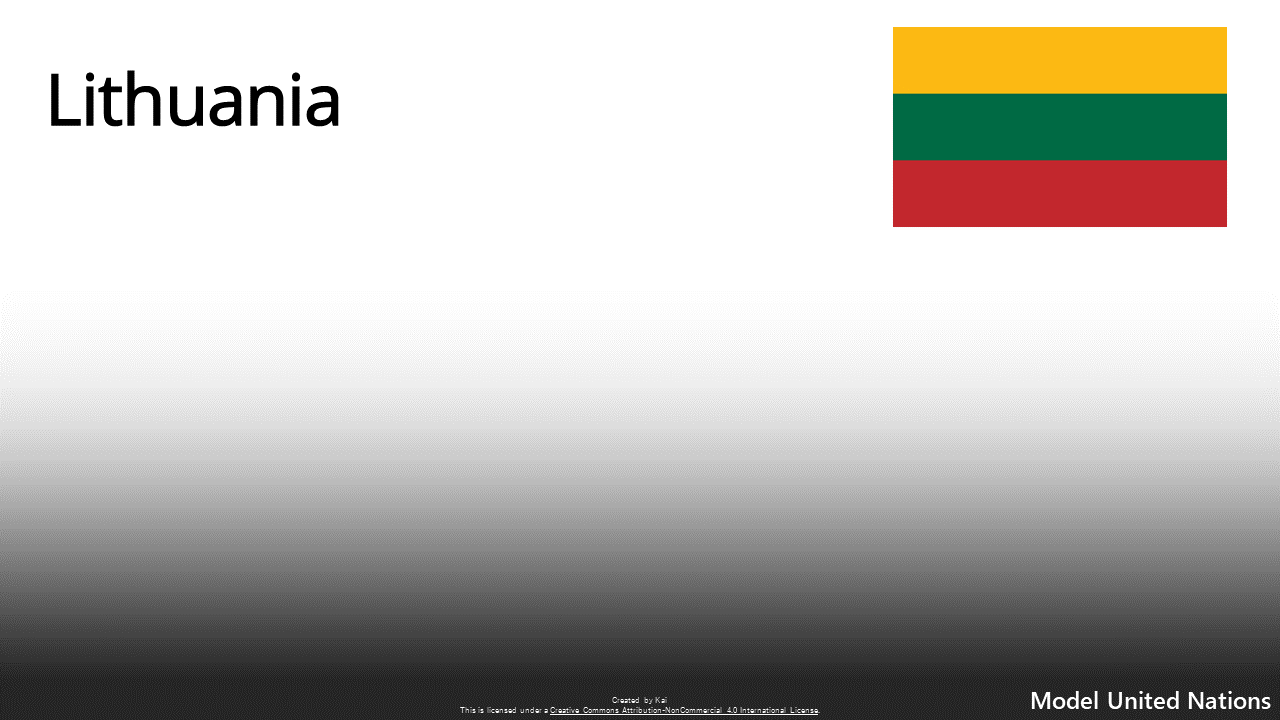 Lithuania
Created by Kai
This is licensed under a Creative Commons Attribution-NonCommercial 4.0 International License.
Model United Nations